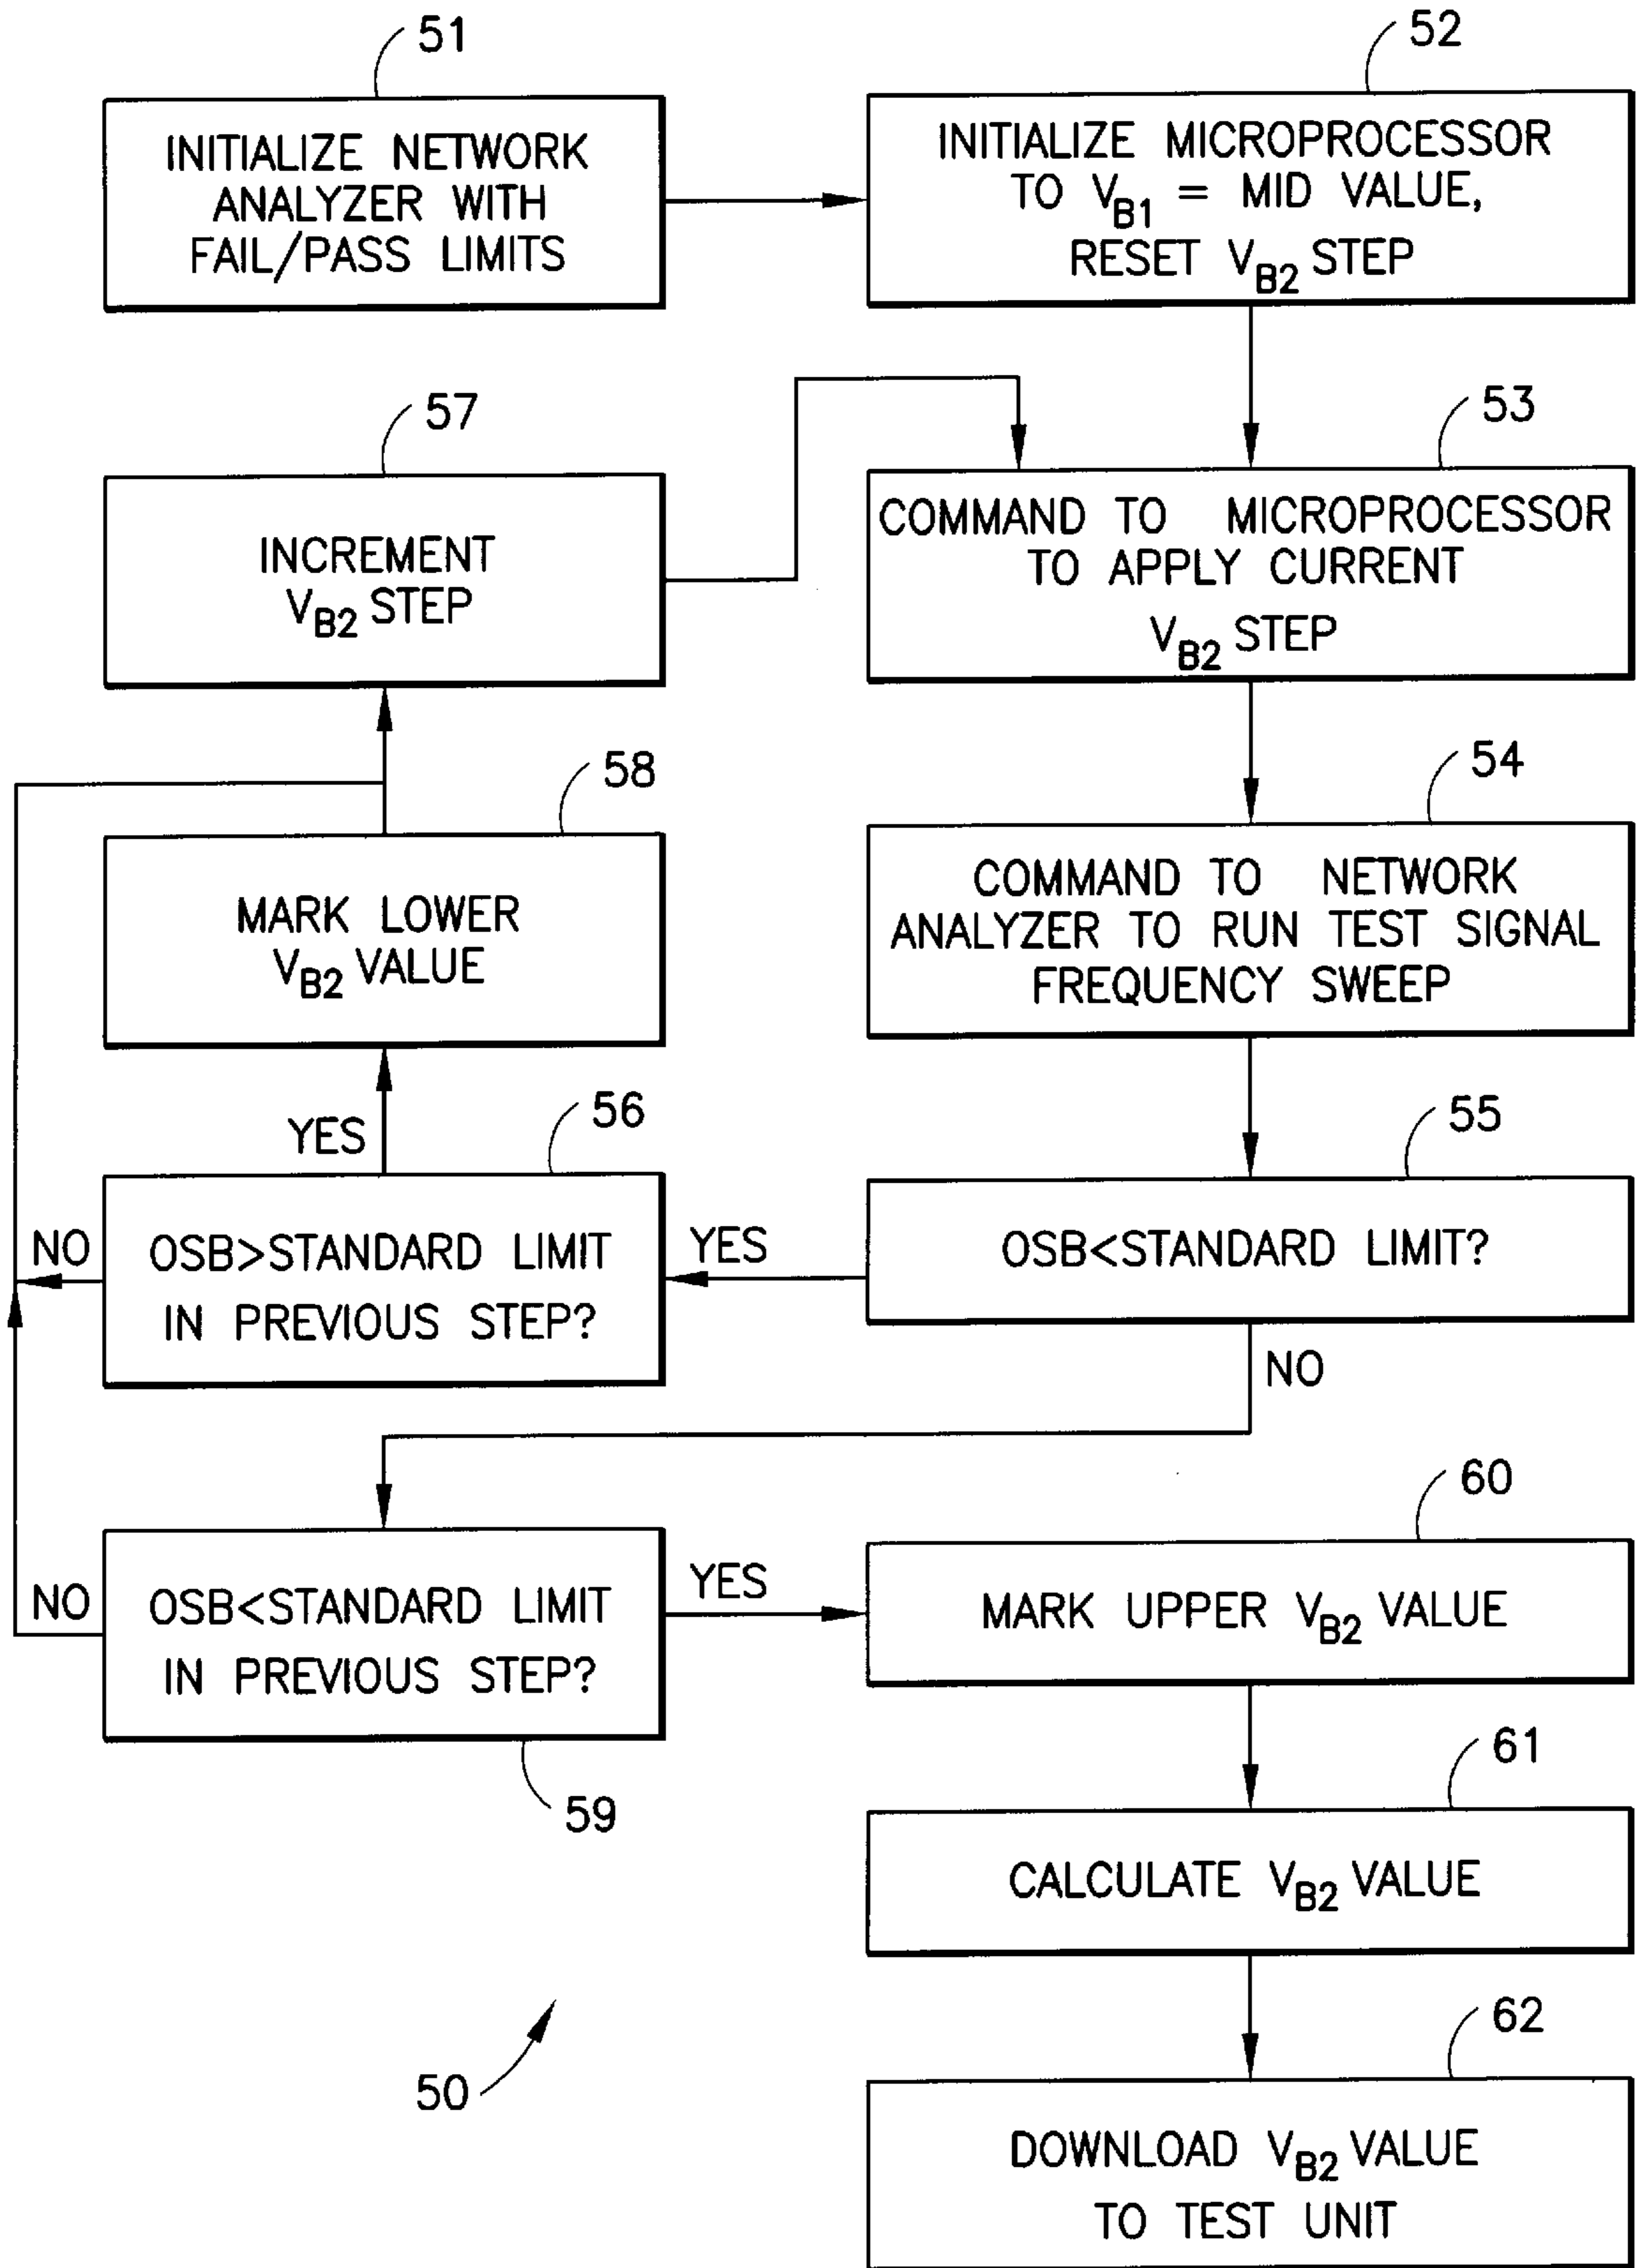 51
INITIALIZE NETWORK
ANALYZER WITH
FAIL/PASS LIMITS
52
INITIALIZE MICROPROCESSOR
TO VB1 = MID VALUE,
RESET VB2 STEP
57
INCREMENT
VB2 STEP
53
COMMAND TO MICROPROCESSOR
TO APPLY CURRENT
VB2 STEP
58
MARK LOWER
VB2 VALUE
54
COMMAND TO NETWORK
ANALYZER TO RUN TEST SIGNAL
FREQUENCY SWEEP
YES
56
NO
OSB>STANDARD LIMIT
IN PREVIOUS STEP?
YES
55
OSB<STANDARD LIMIT?
NO
NO
OSB<STANDARD LIMIT
IN PREVIOUS STEP?
59
YES
60
MARK UPPER VB2 VALUE
61
CALCULATE VB2 VALUE
50
62
DOWNLOAD VB2 VALUE
TO TEST UNIT